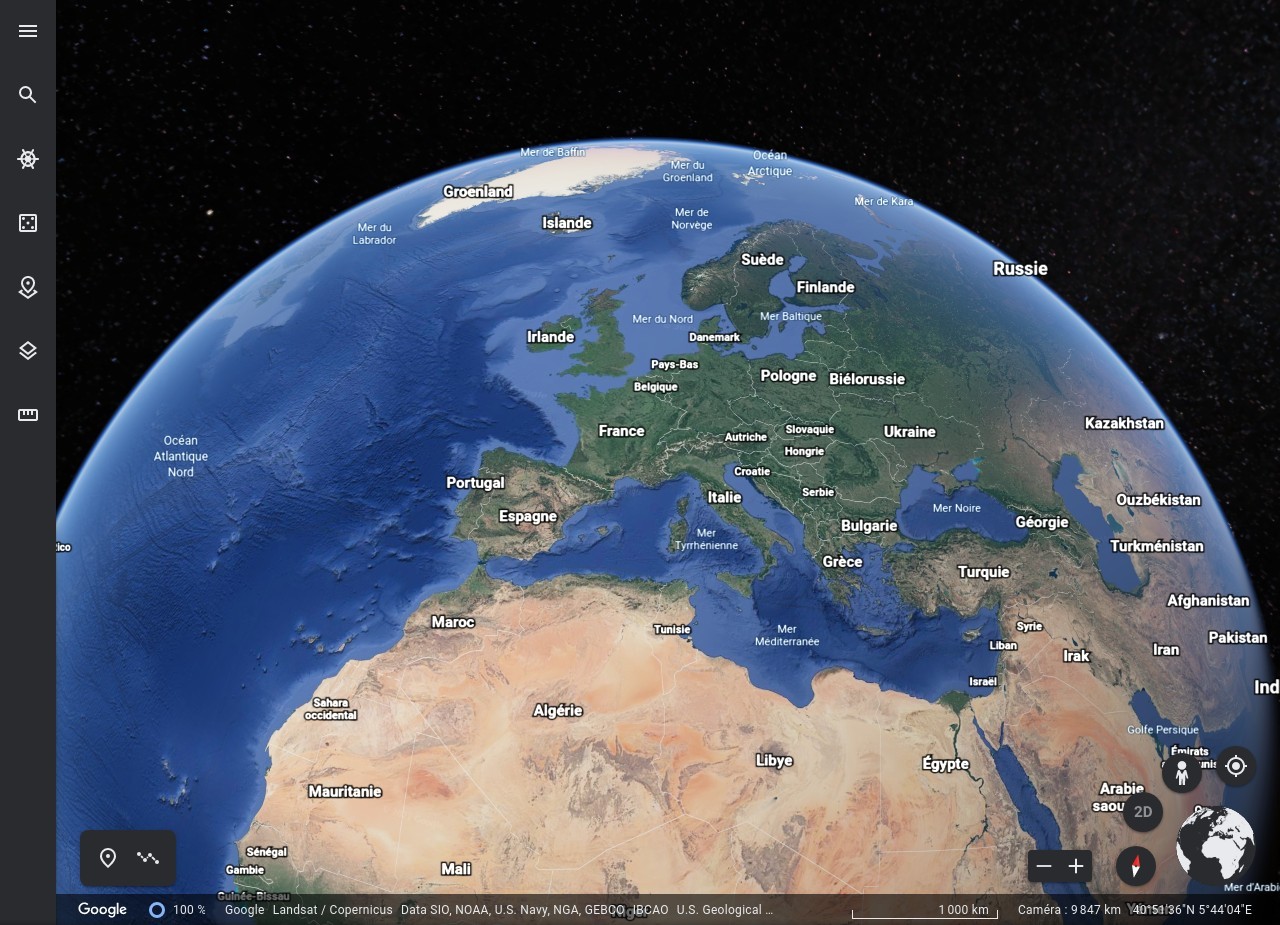 Mer de Baffin
Océan
Arctique
Mer du
Groenland
Groenland
Mer de Kara
Islande
Mer de
Norvège
Mer du
Labrador
Suède
Russie
Finlande
Mer du Nord
Mer Baltique
Irlande
Danemark
Pays-Bas
Pologne
Biélorussie
Belgique
France
Autriche
Slovaquie
Ukraine
Kazakhstan
Hongrie
Océan
Atlantique
Nord
Croatie
Portugal
Serbie
Italie
Ouzbékistan
Mer Noire
Espagne
Bulgarie
Géorgie
Mer
Tyrrhénienne
Turkménistan
ico
Grèce
Turquie
Afghanistan
Maroc
Tunisie
Mer
Méditerranée
Syrie
Pakistan
Liban
Irak
Iran
Israël
Ind
Sahara
occidental
Algérie
Golfe Persique
Émirats
Libye
Égypte
Mauritanie
Arabie
saou
2D
Sénégal
Gambie
Mali
Mer d'Arabi
Guinée-Bissau
Google
100 %
Google Landsat / Copernicus Data SIO, NOAA, U.S. Navy, NGA, GEBCO IBCAO U.S. Geological ...
1 000 km
Caméra : 9 847 km
40°51'36"N 5°44'04"E